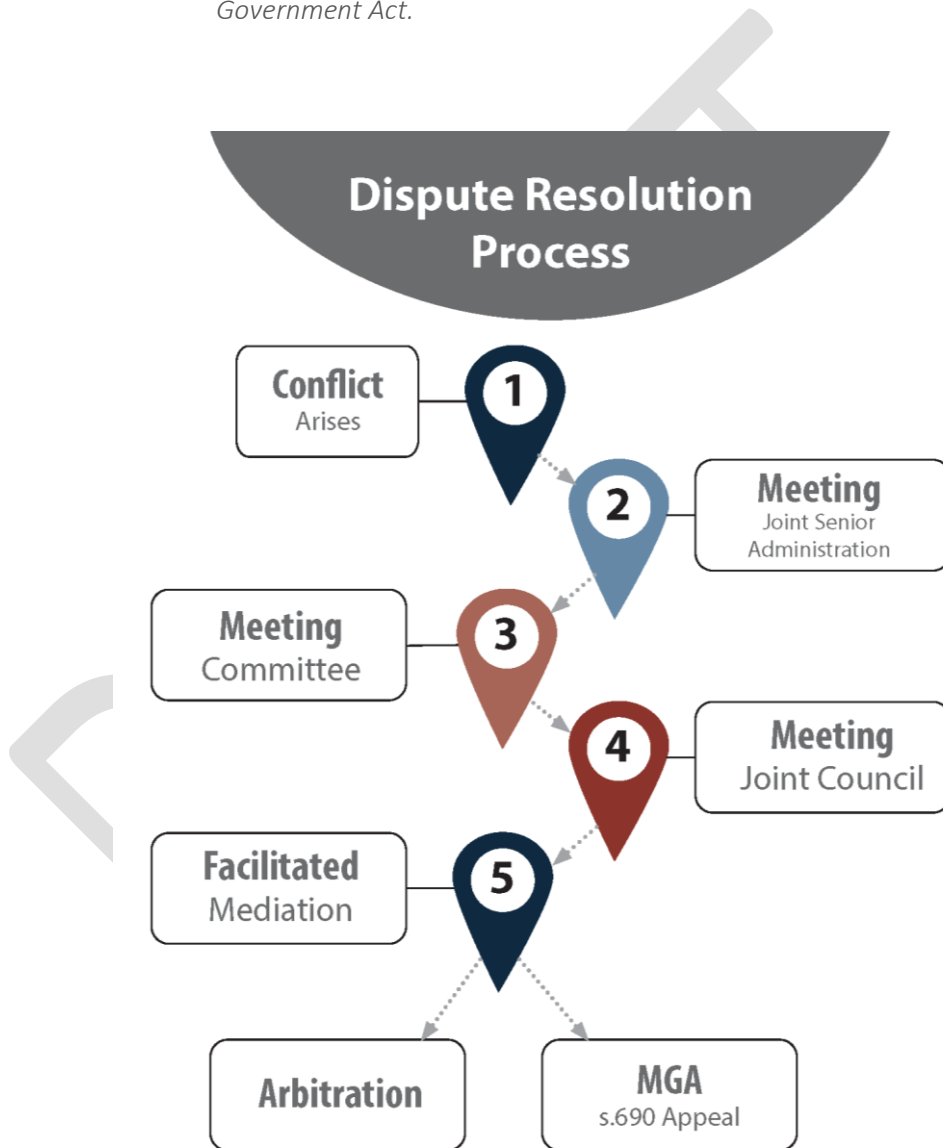 Government Act.
Dispute Resolution
Process
Conflict
Arises
1
2
Meeting
Joint Senior
Administration
Meeting
Committee
3
4
Meeting
Joint Council
Facilitated
Mediation
5
Arbitration
MGA
s.690 Appeal